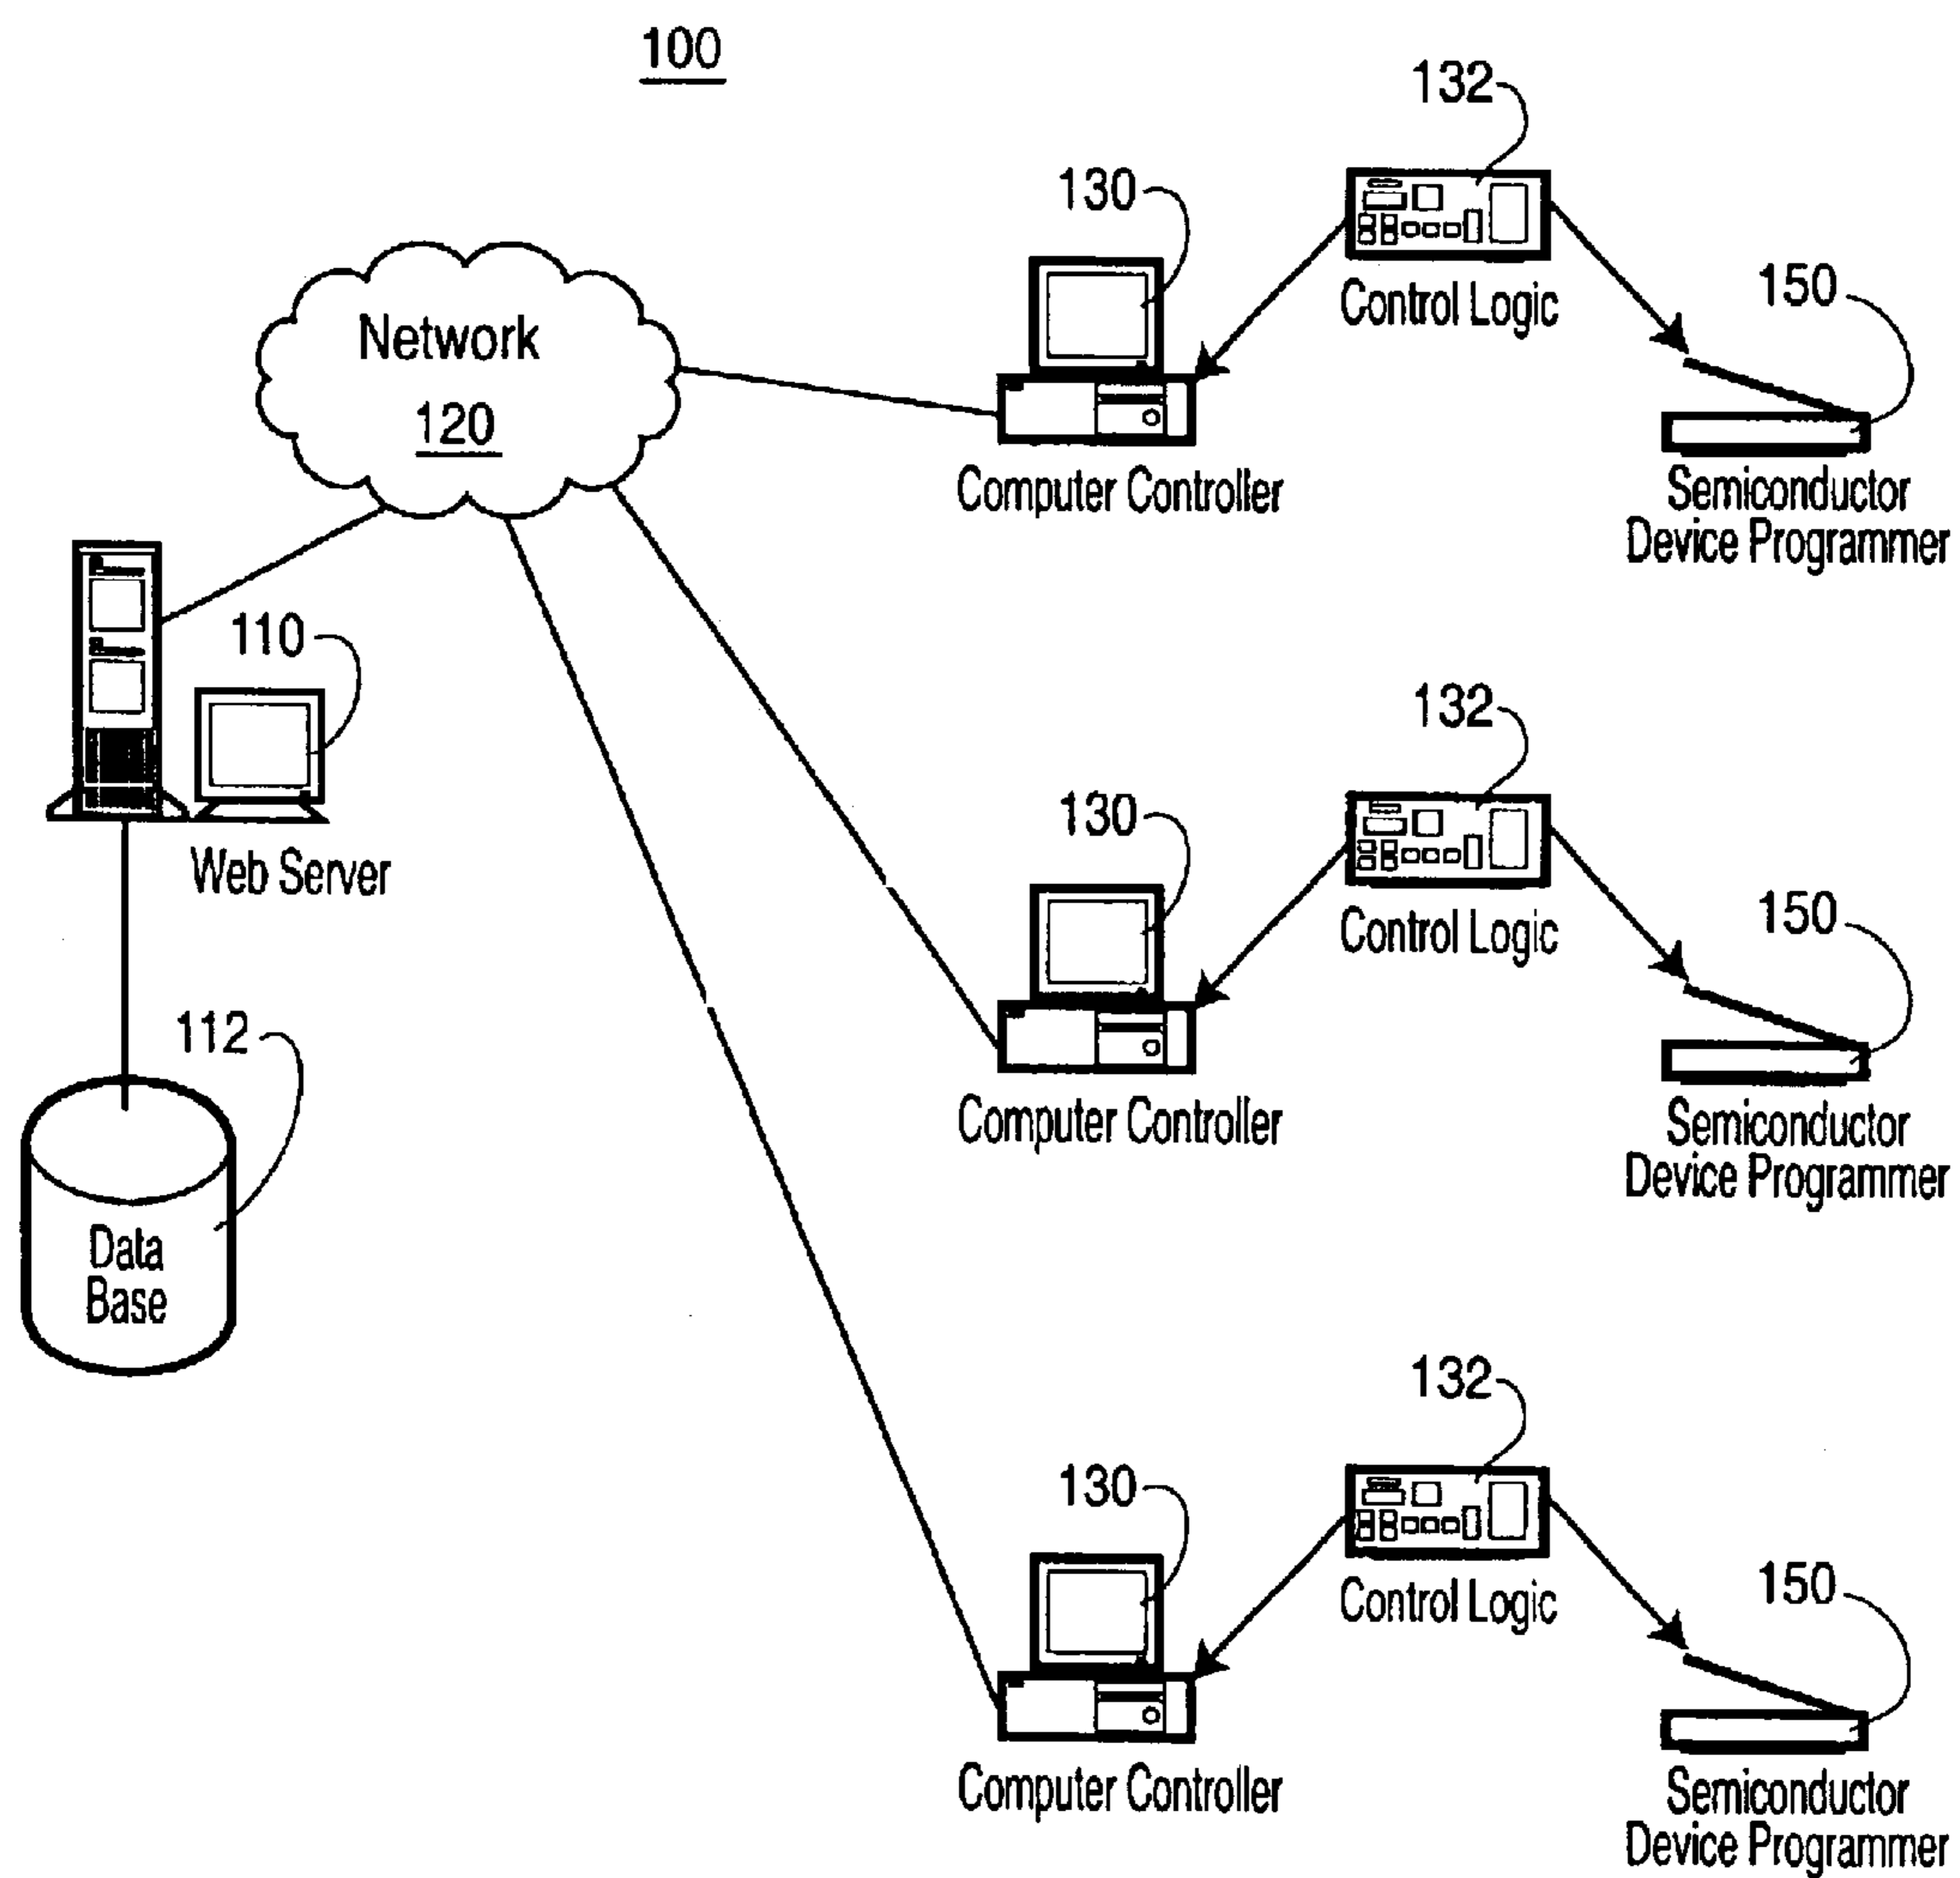 100
132
130
150
Control Logic
Network
120
Computer Controller
Semiconductor
Device Programmer
110
Web Server
132
130
150
Control Logic
112
Computer Controller
Semiconductor
Device Programmer
Data
Base
132
130
150
Control Logic
Computer Controller
Semiconductor
Device Programmer